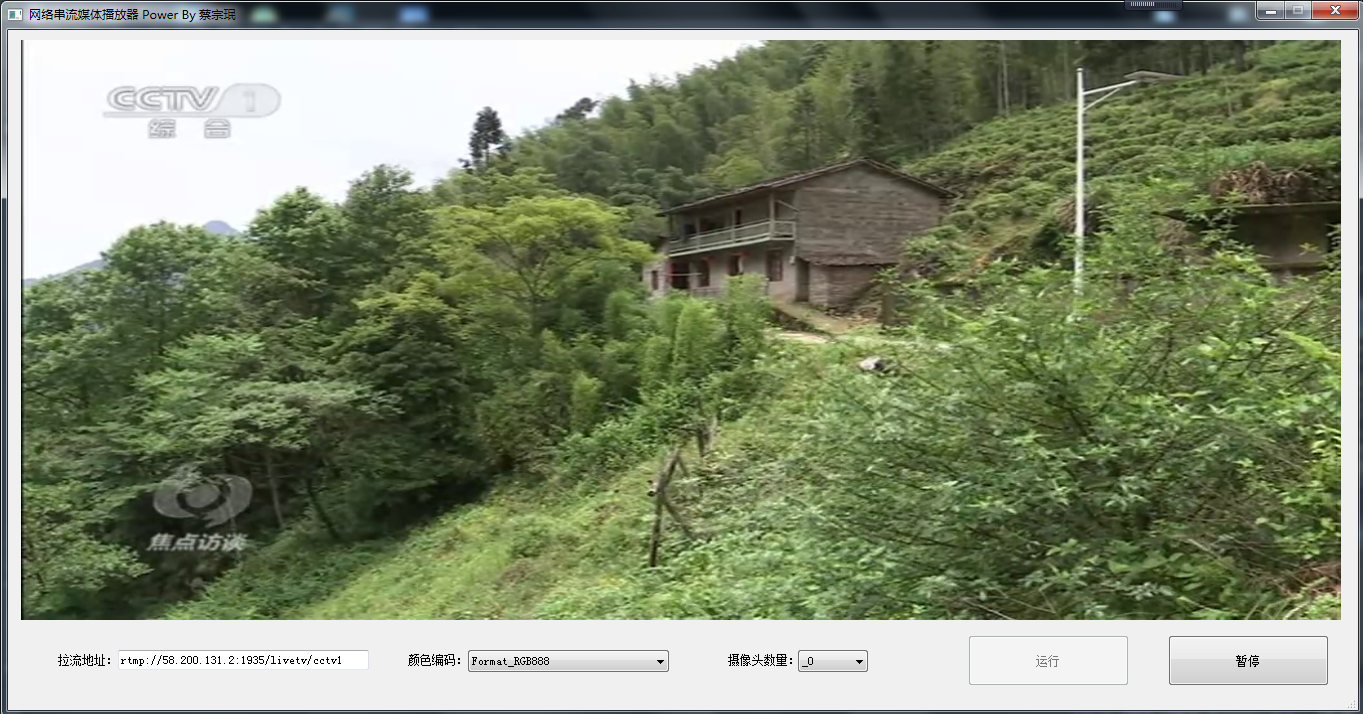 网络串流媒体播放器 Power By 蔡宗琨
CCTV 1
综 合
焦点访谈
拉流地址: rtmp://58.200.131.2:1935/livetv/cctv1
颜色编码: Format_RGB888
摄像头数量: _0
运行
暂停